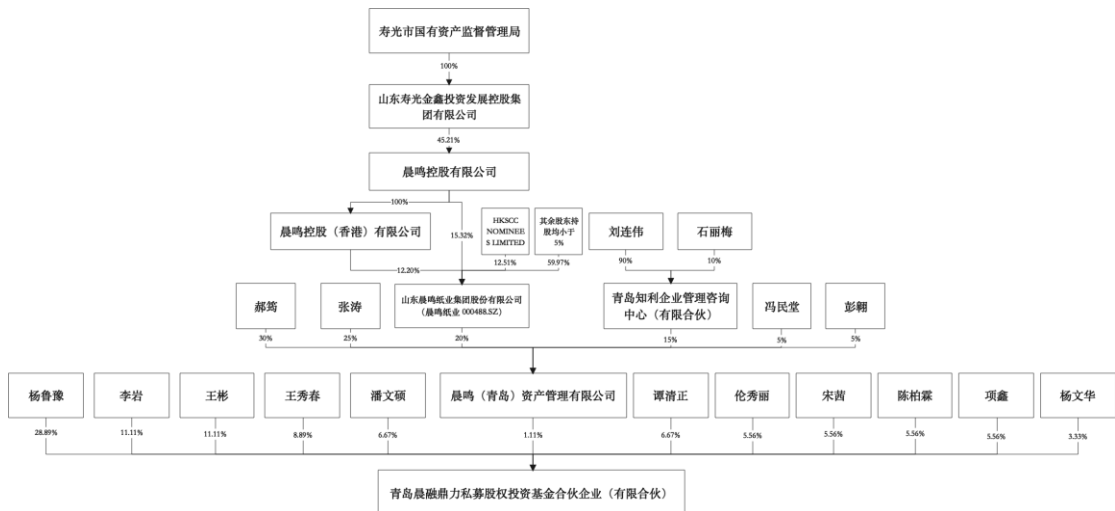 寿光市国有资产监督管理局
100%
山东寿光金鑫投资发展控股集
团有限公司
45.21%
晨鸣控股有限公司
100%
晨鸣控股（香港）有限公司
15.32%
HKSCC
NOMINEE
S LIMITED
其余股东持
股均小于
5%
刘连伟
石丽梅
12.20%
12.51%
59.97%
90%
10%
郝筠
张涛
山东晨鸣纸业集团股份有限公司
（晨鸣纸业 000488.SZ）
青岛知利企业管理咨询
中心（有限合伙）
冯民堂
彭翱
30%
25%
20%
15%
5%
5%
杨鲁豫
李岩
王彬
王秀春
潘文硕
晨鸣（青岛）资产管理有限公司
谭清正
伦秀丽
宋茜
陈柏霖
项鑫
杨文华
28.89%
11.11%
11.11%
8.89%
6.67%
1.11%
6.67%
5.56%
5.56%
5.56%
5.56%
3.33%
青岛晨融鼎力私募股权投资基金合伙企业（有限合伙）